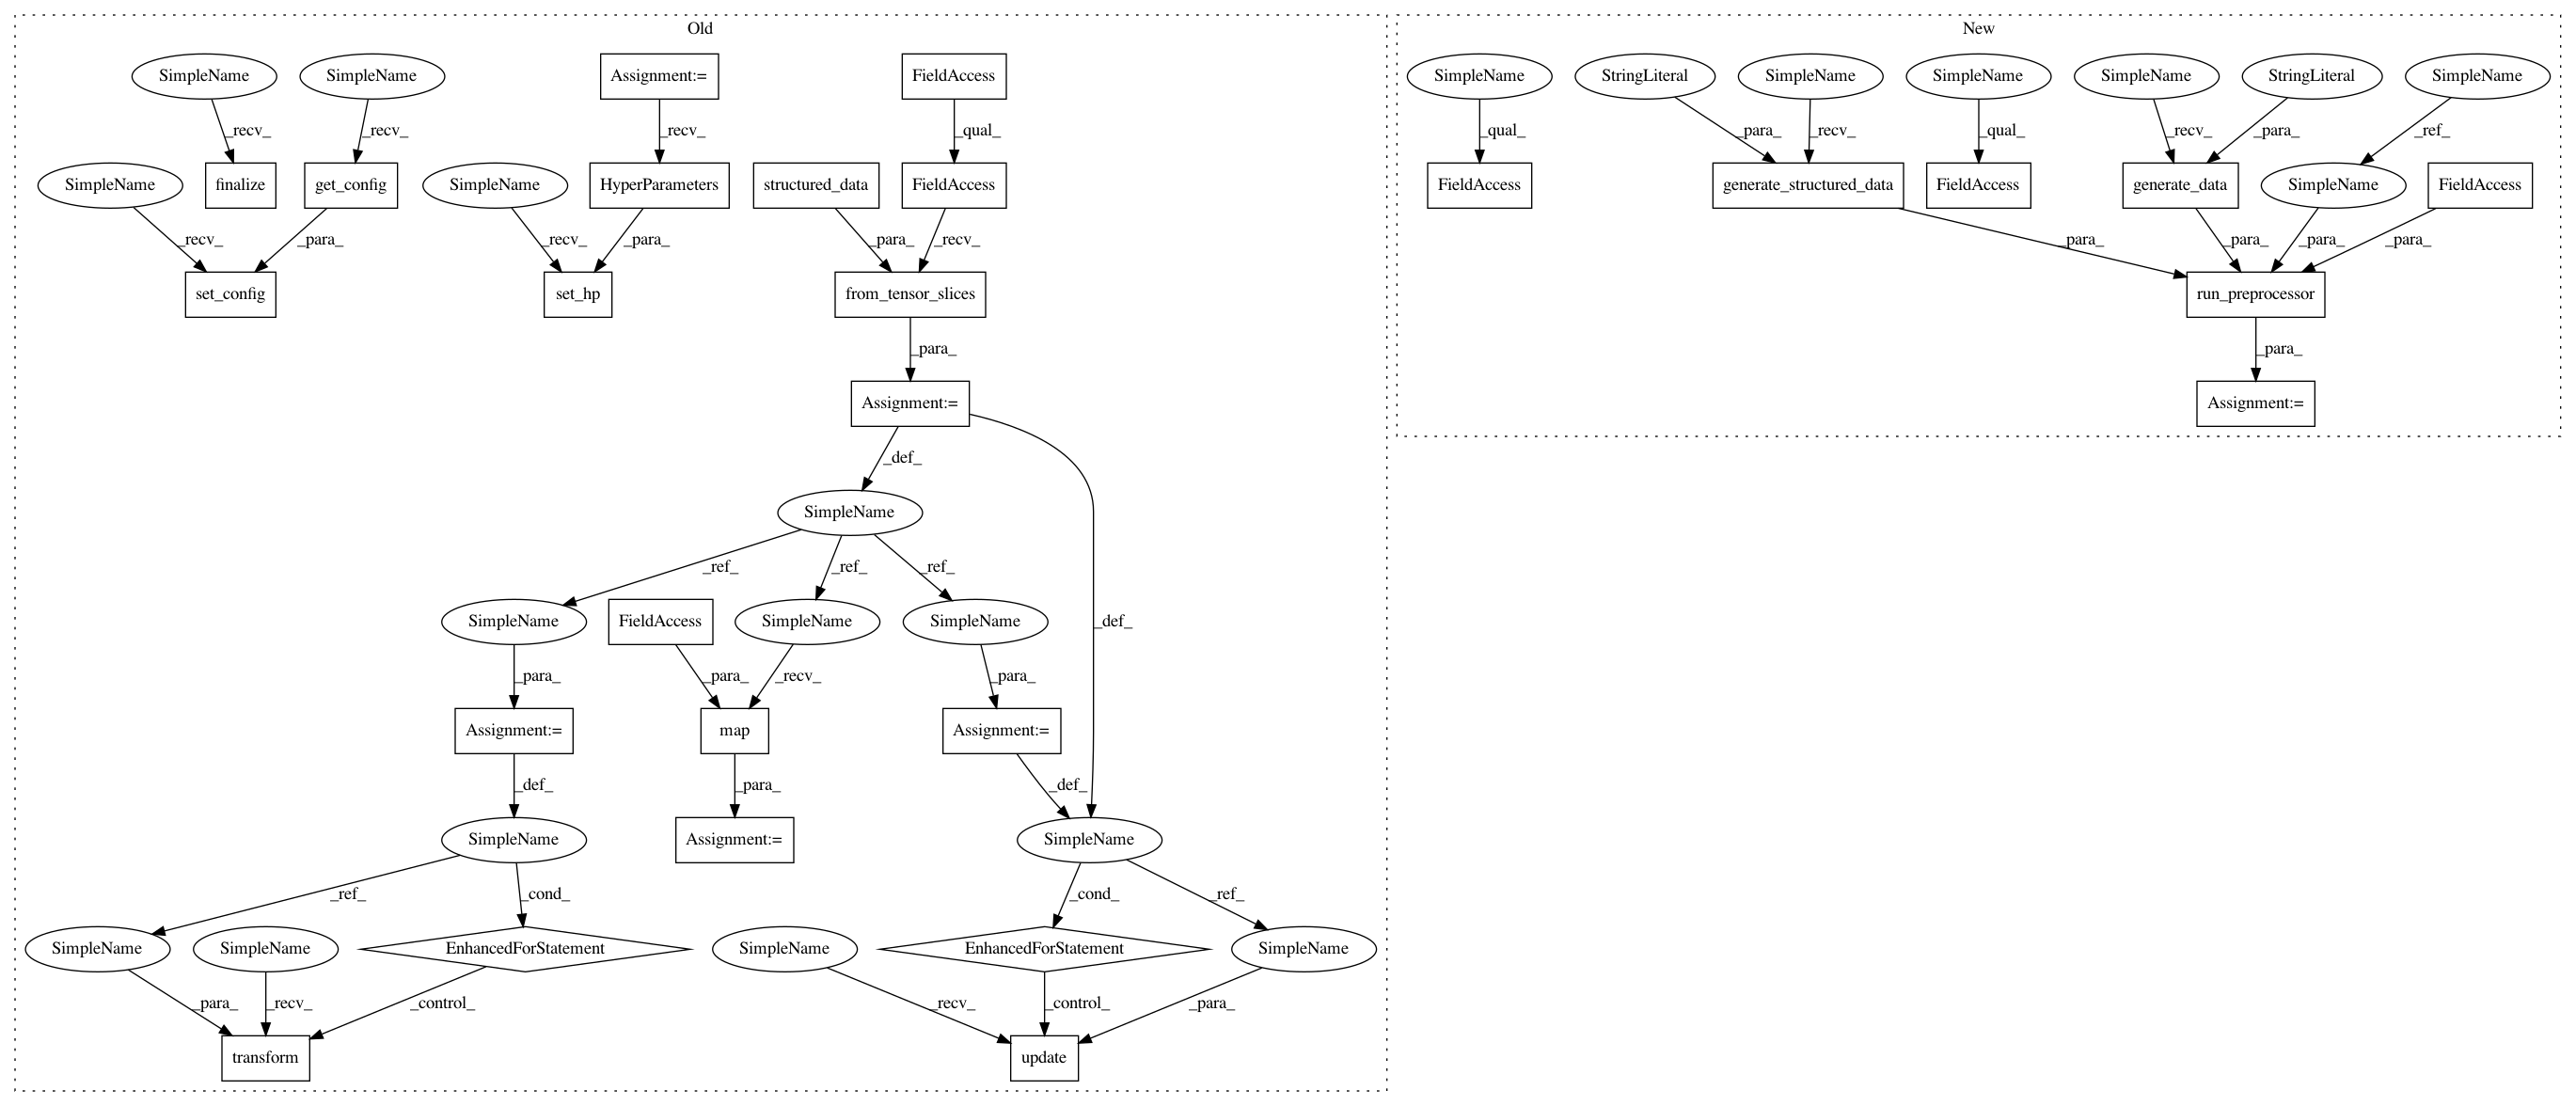 Old
New
SimpleName
SimpleName
Assignment:=
FieldAccess
SimpleName
StringLiteral
SimpleName
SimpleName
SimpleName
StringLiteral
SimpleName
_recv_
_recv_
_recv_
_qual_
_qual_
_para_
_recv_
_qual_
_recv_
_para_
_ref_
SimpleName
finalize
get_config
SimpleName
HyperParameters
structured_data
FieldAccess
FieldAccess
generate_structured_data
FieldAccess
generate_data
SimpleName
FieldAccess
_recv_
_para_
_recv_
_para_
_para_
_recv_
_para_
_para_
_para_
_para_
set_config
set_hp
from_tensor_slices
run_preprocessor
_para_
_para_
Assignment:=
Assignment:=
_def_
SimpleName
_ref_
_ref_
_ref_
SimpleName
FieldAccess
SimpleName
SimpleName
_def_
_para_
_para_
_recv_
_para_
Assignment:=
map
Assignment:=
_def_
_para_
_def_
SimpleName
Assignment:=
SimpleName
_ref_
_cond_
_cond_
_ref_
SimpleName
SimpleName
EnhancedForStatement
SimpleName
EnhancedForStatement
SimpleName
_para_
_recv_
_control_
_recv_
_control_
_para_
transform
update